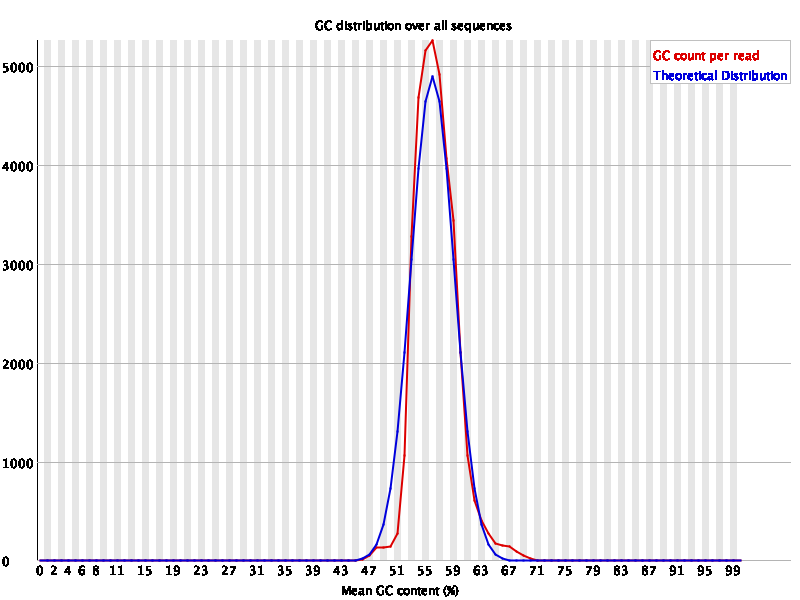 GC distribution over all sequences
GC count per read
Theoretical Distribution
5000
4000
3000
2000
1000
0
0 2 4 6 8 11 15 19 23 27 31 35 39 43 47 51 55 59 63 67 71 75 79 83 87 91 95 99
Mean GC content (%)